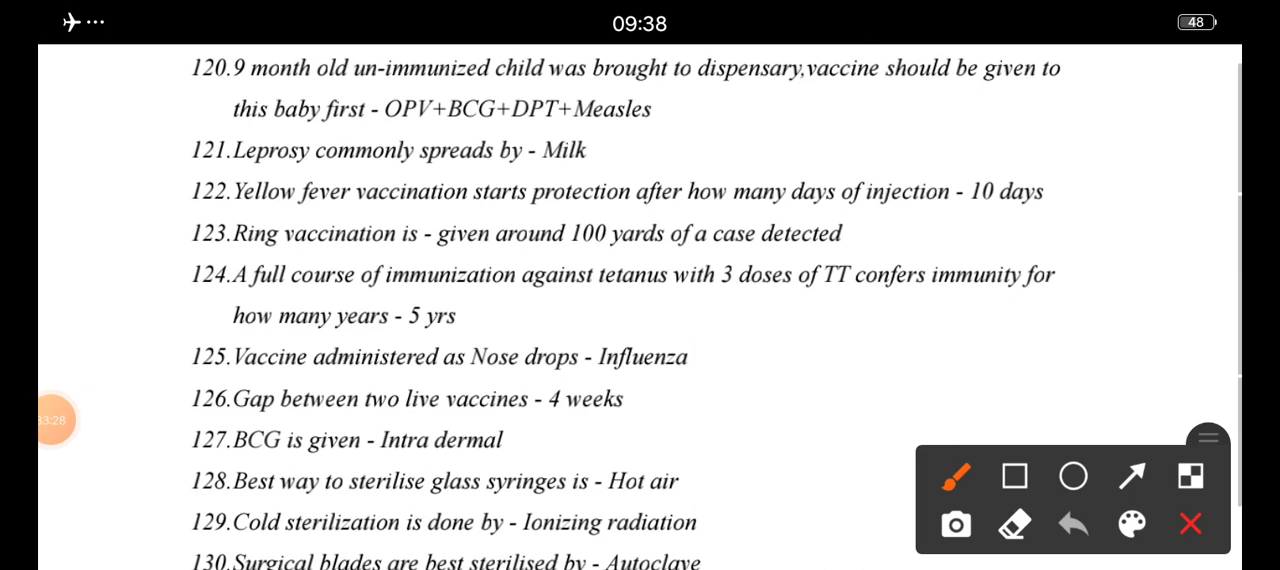 09:38
48
120.9 month old un-immunized child was brought to dispensary,vaccine should be given to
this baby first - OPV+BCG+DPT+Measles
121.Leprosy commonly spreads by - Milk
122.Yellow fever vaccination starts protection after how many days of injection - 10 days
123.Ring vaccination is - given around 100 yards of a case detected
124.A full course of immunization against tetanus with 3 doses of TT confers immunity for
how many years - 5 yrs
125.Vaccine administered as Nose drops - Influenza
126.Gap between two live vaccines - 4 weeks
33:28
127.BCG is given - Intra dermal
128.Best way to sterilise glass syringes is - Hot air
129.Cold sterilization is done by - Ionizing radiation
130.Surgical blades are best sterilised by - Autoclave